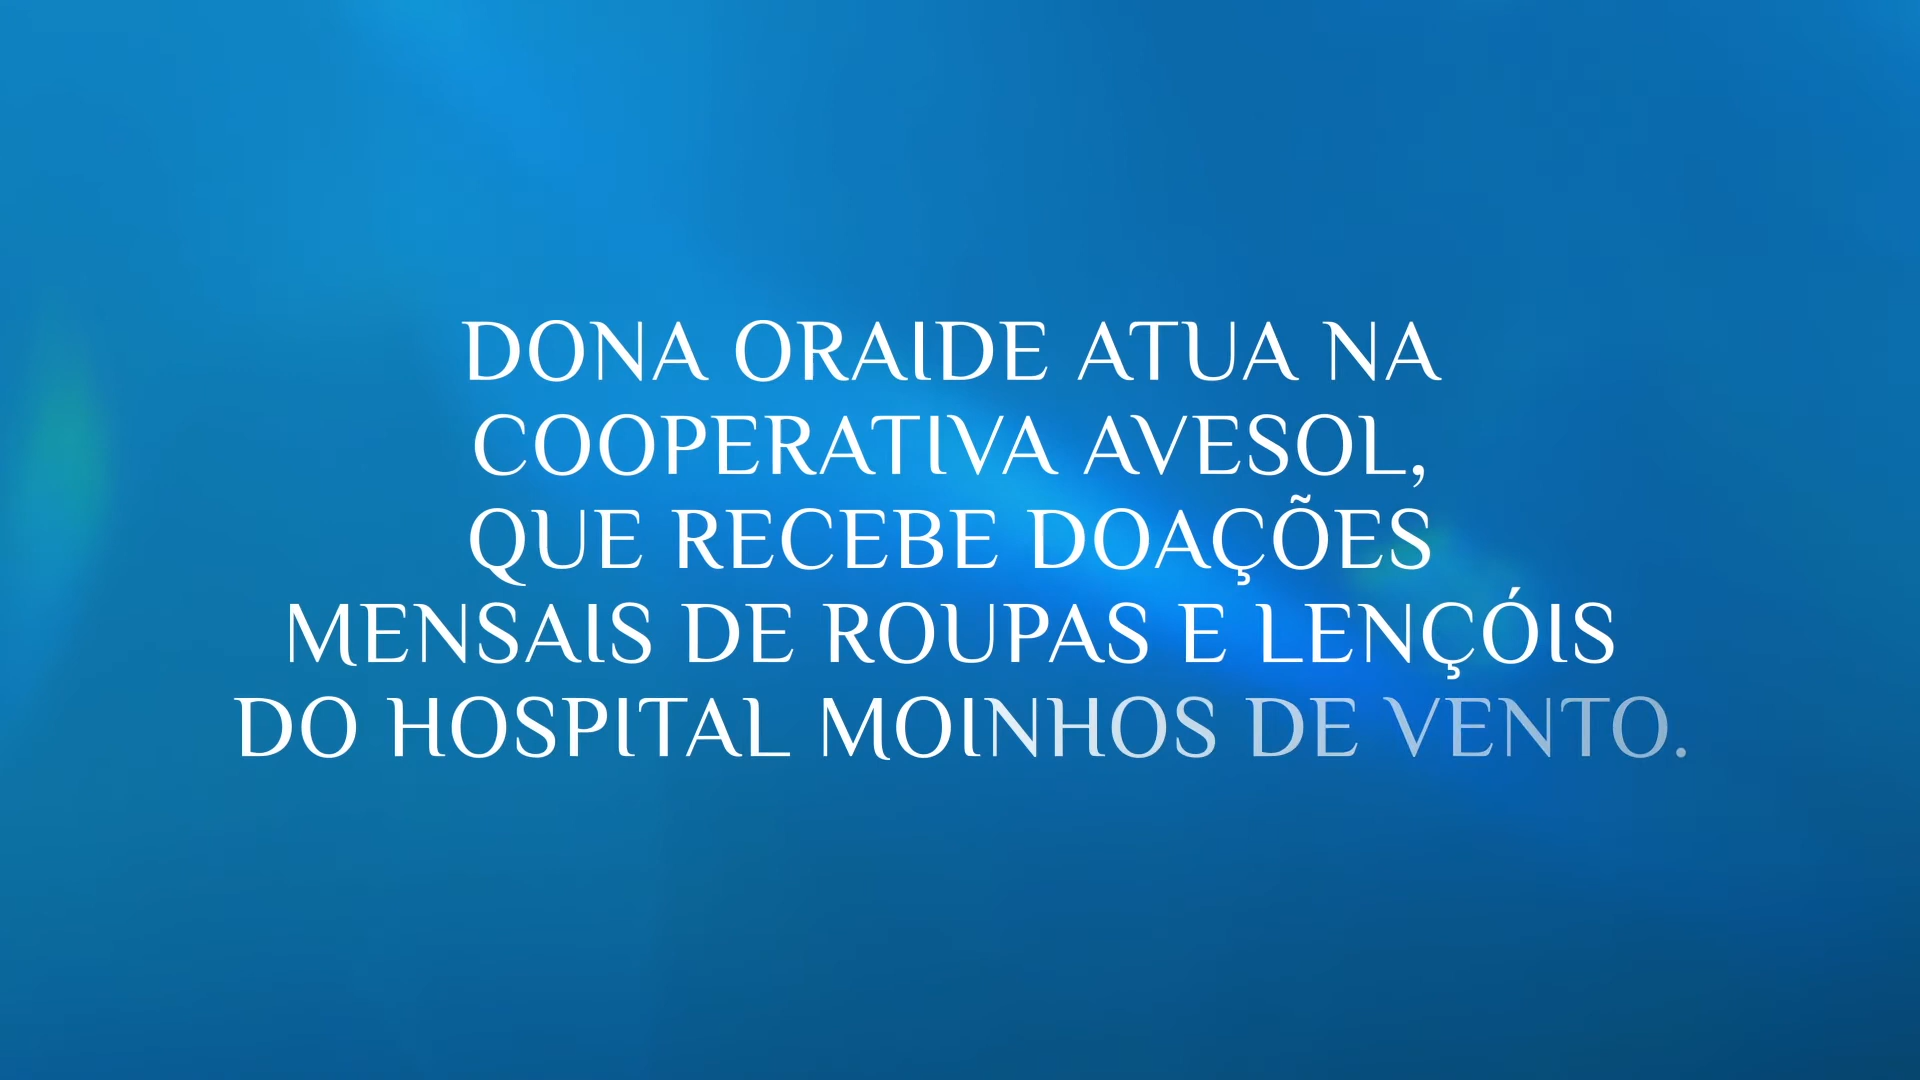 DONA ORAIDE ATUA NA
COOPERATIVA AVESOL,
QUE RECEBE DOAÇÕES
MENSAIS DE ROUPAS E LENÇÓIS
DO HOSPITAL MOINHOS DE VENTO.